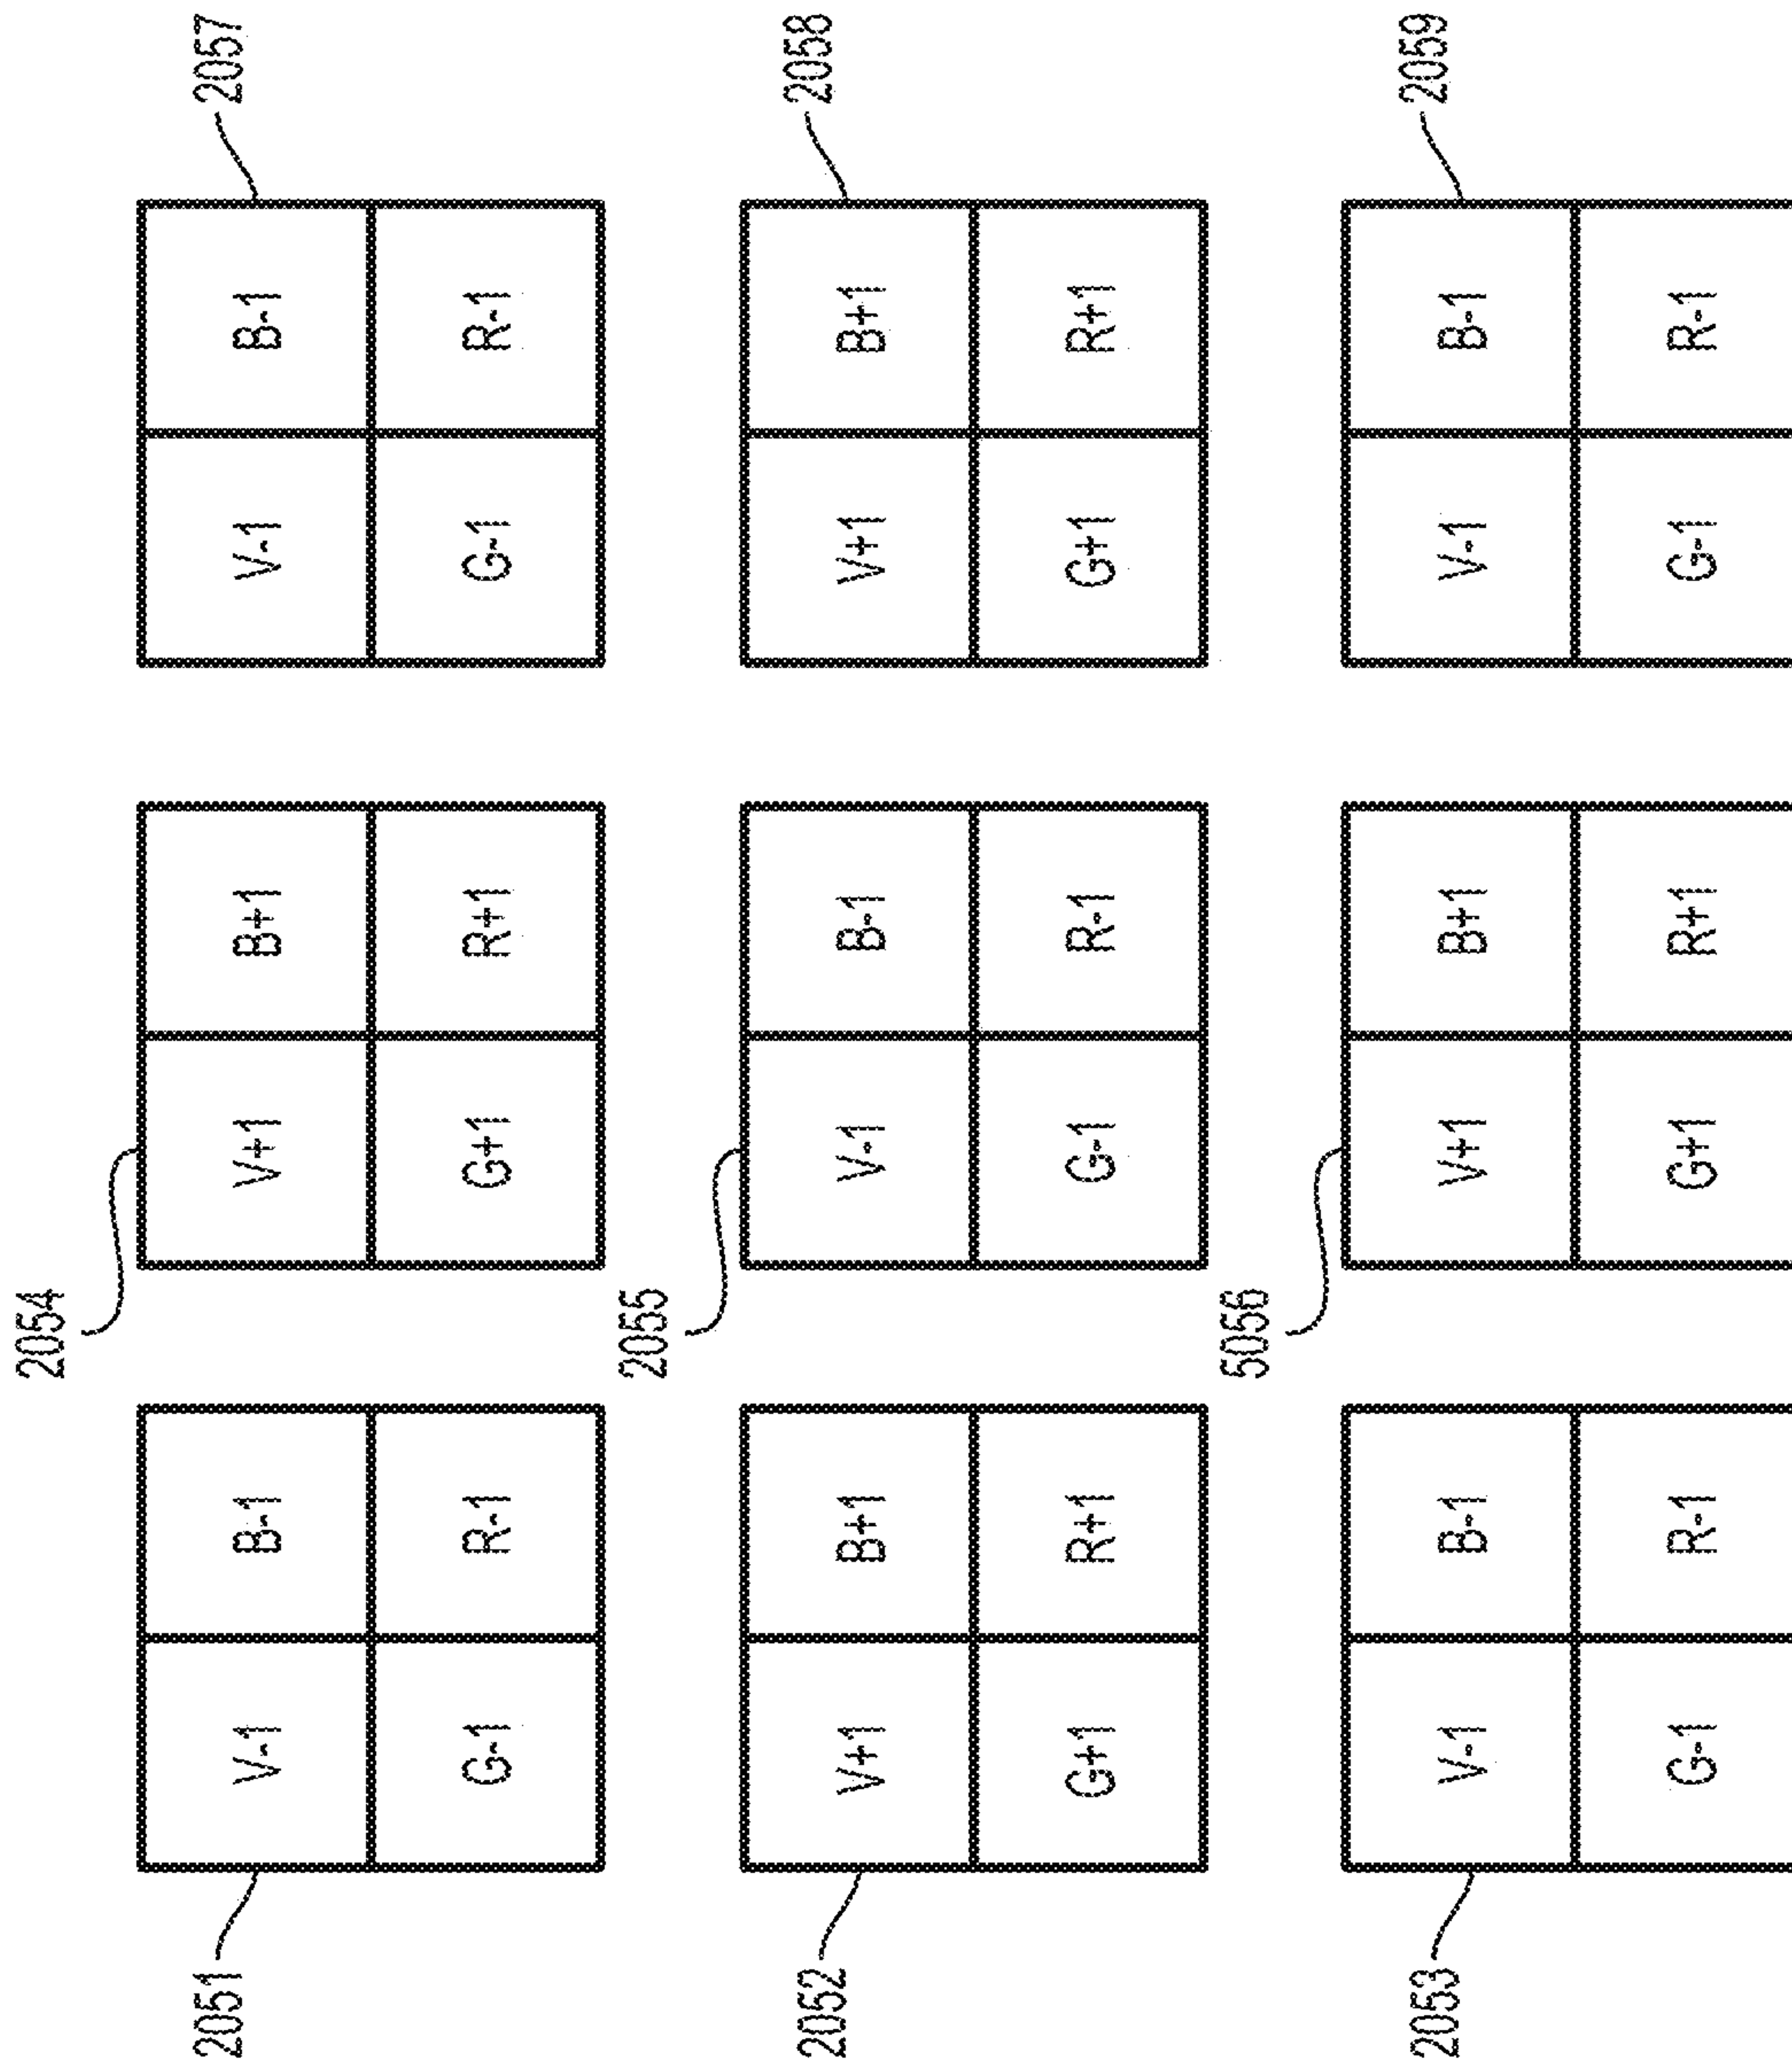 2054
2051 V-1 B-1 V+1 B+1 V-1 B-1 2057
G-1 R-1 G+1 R+1 G-1 R-1
2055
2052 V+1 B+1 V-1 B-1 V+1 B+1 2058
G+1 R+1 G-1 R-1 G+1 R+1
5056
2053 V-1 B-1 V+1 B+1 V-1 B-1 2059
G-1 R-1 G+1 R+1 G-1 R-1